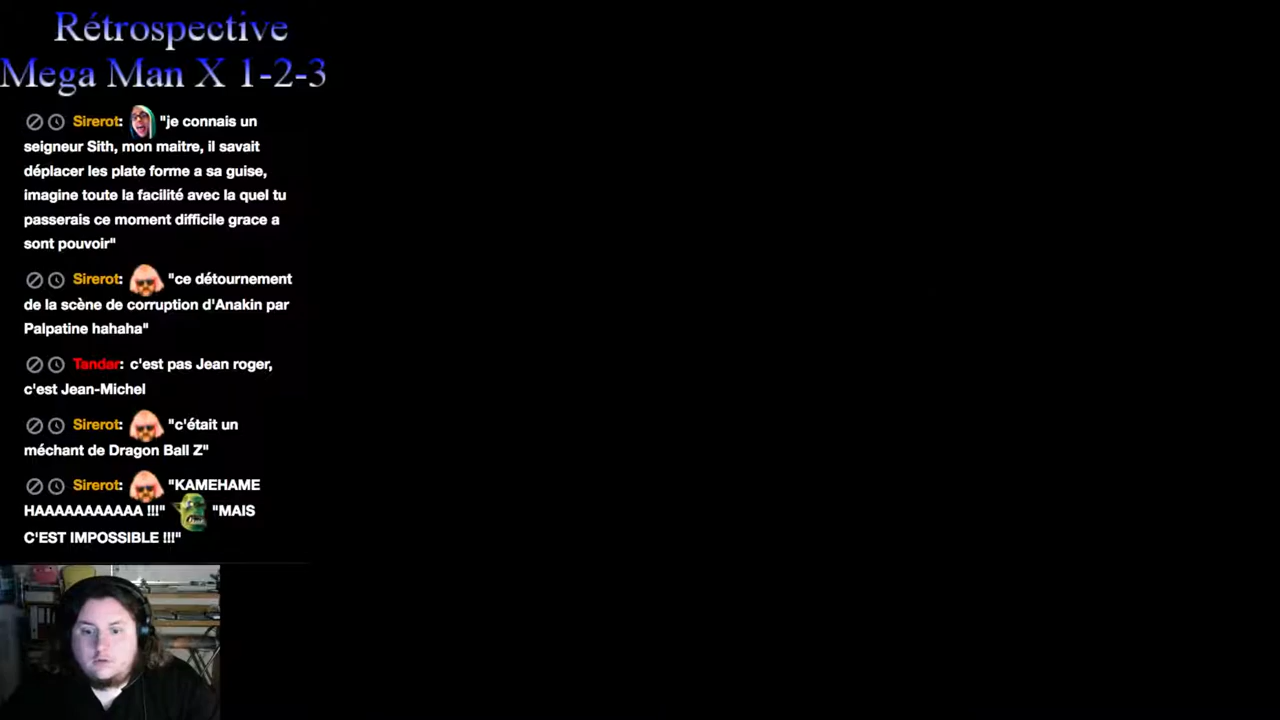 Rétrospective
Mega Man X 1-2-3
Sirerot: "je connais un
seigneur Sith, mon maitre, il savait
déplacer les plate forme a sa guise,
imagine toute la facilité avec la quel tu
passerais ce moment difficile grace a
sont pouvoir"
Sirerot: "ce détournement
de la scène de corruption d'Anakin par
Palpatine hahaha"
Tandar: c'est pas Jean roger,
c'est Jean-Michel
Sirerot: "c'était un
méchant de Dragon Ball Z"
Sirerot: "KAMEHAME
HAAAAAAAAAAA !!!" "MAIS
C'EST IMPOSSIBLE !!!"